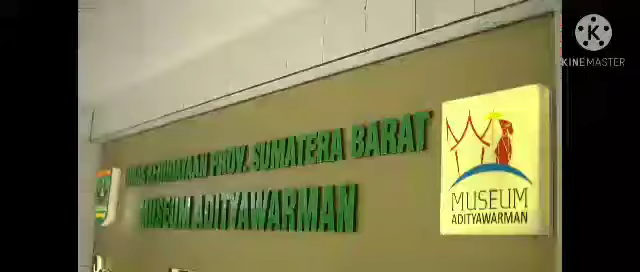 KINEMASTER
KEBUDAYAAN PROV. SUMATERA BARAT
MUSEUM ADITYAWARMAN
MUSEUM
ADITYAWARMAN